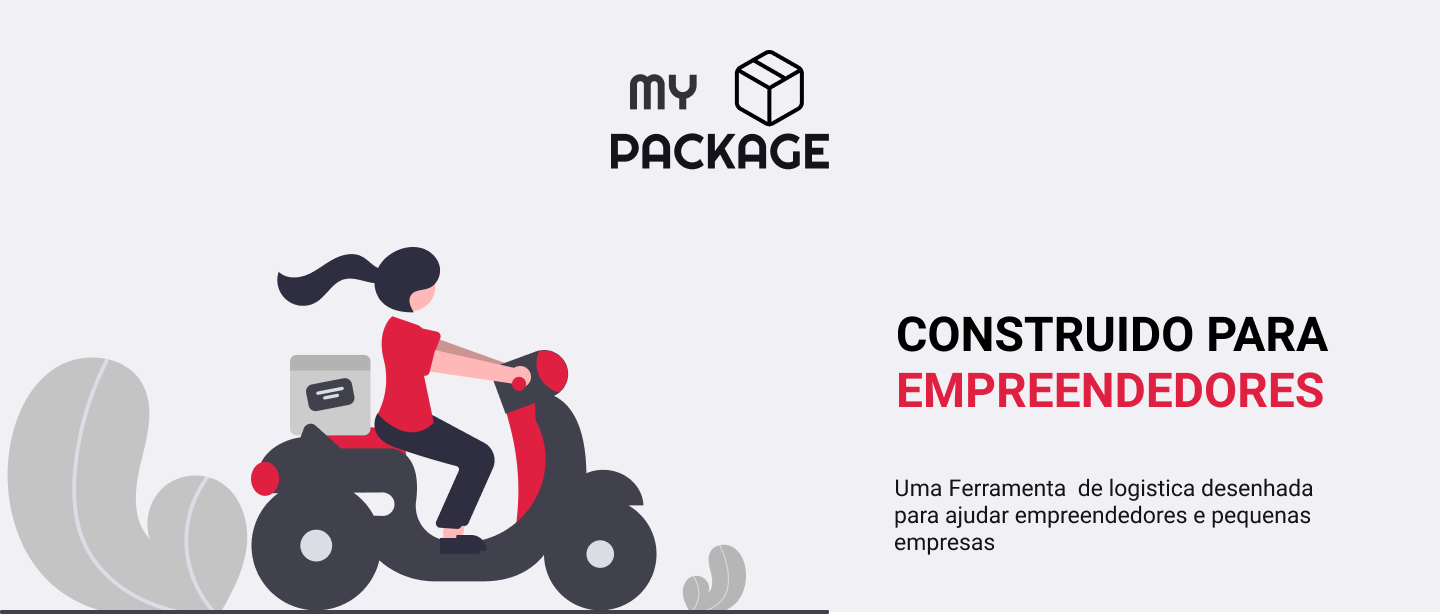 MY
PACKAGE
CONSTRUIDO PARA
EMPREENDEDORES
Uma Ferramenta  de logistica desenhada
para ajudar empreendedores e pequenas
empresas